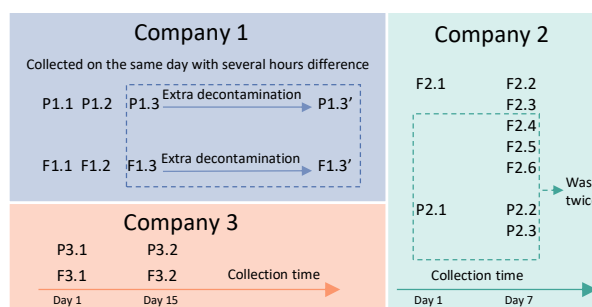 Company 1
Collected on the same day with several hours difference
P1.1 P1.2 P1.3 Extra decontamination P1.3’
F1.1 F1.2 F1.3 Extra decontamination F1.3’
Company 2
F2.1 F2.2
F2.3
F2.4
F2.5
F2.6
P2.1 P2.2
P2.3
Collection time
Day 1 Day 7
Company 3
P3.1 P3.2
F3.1 F3.2 Collection time
Day 1 Day 15